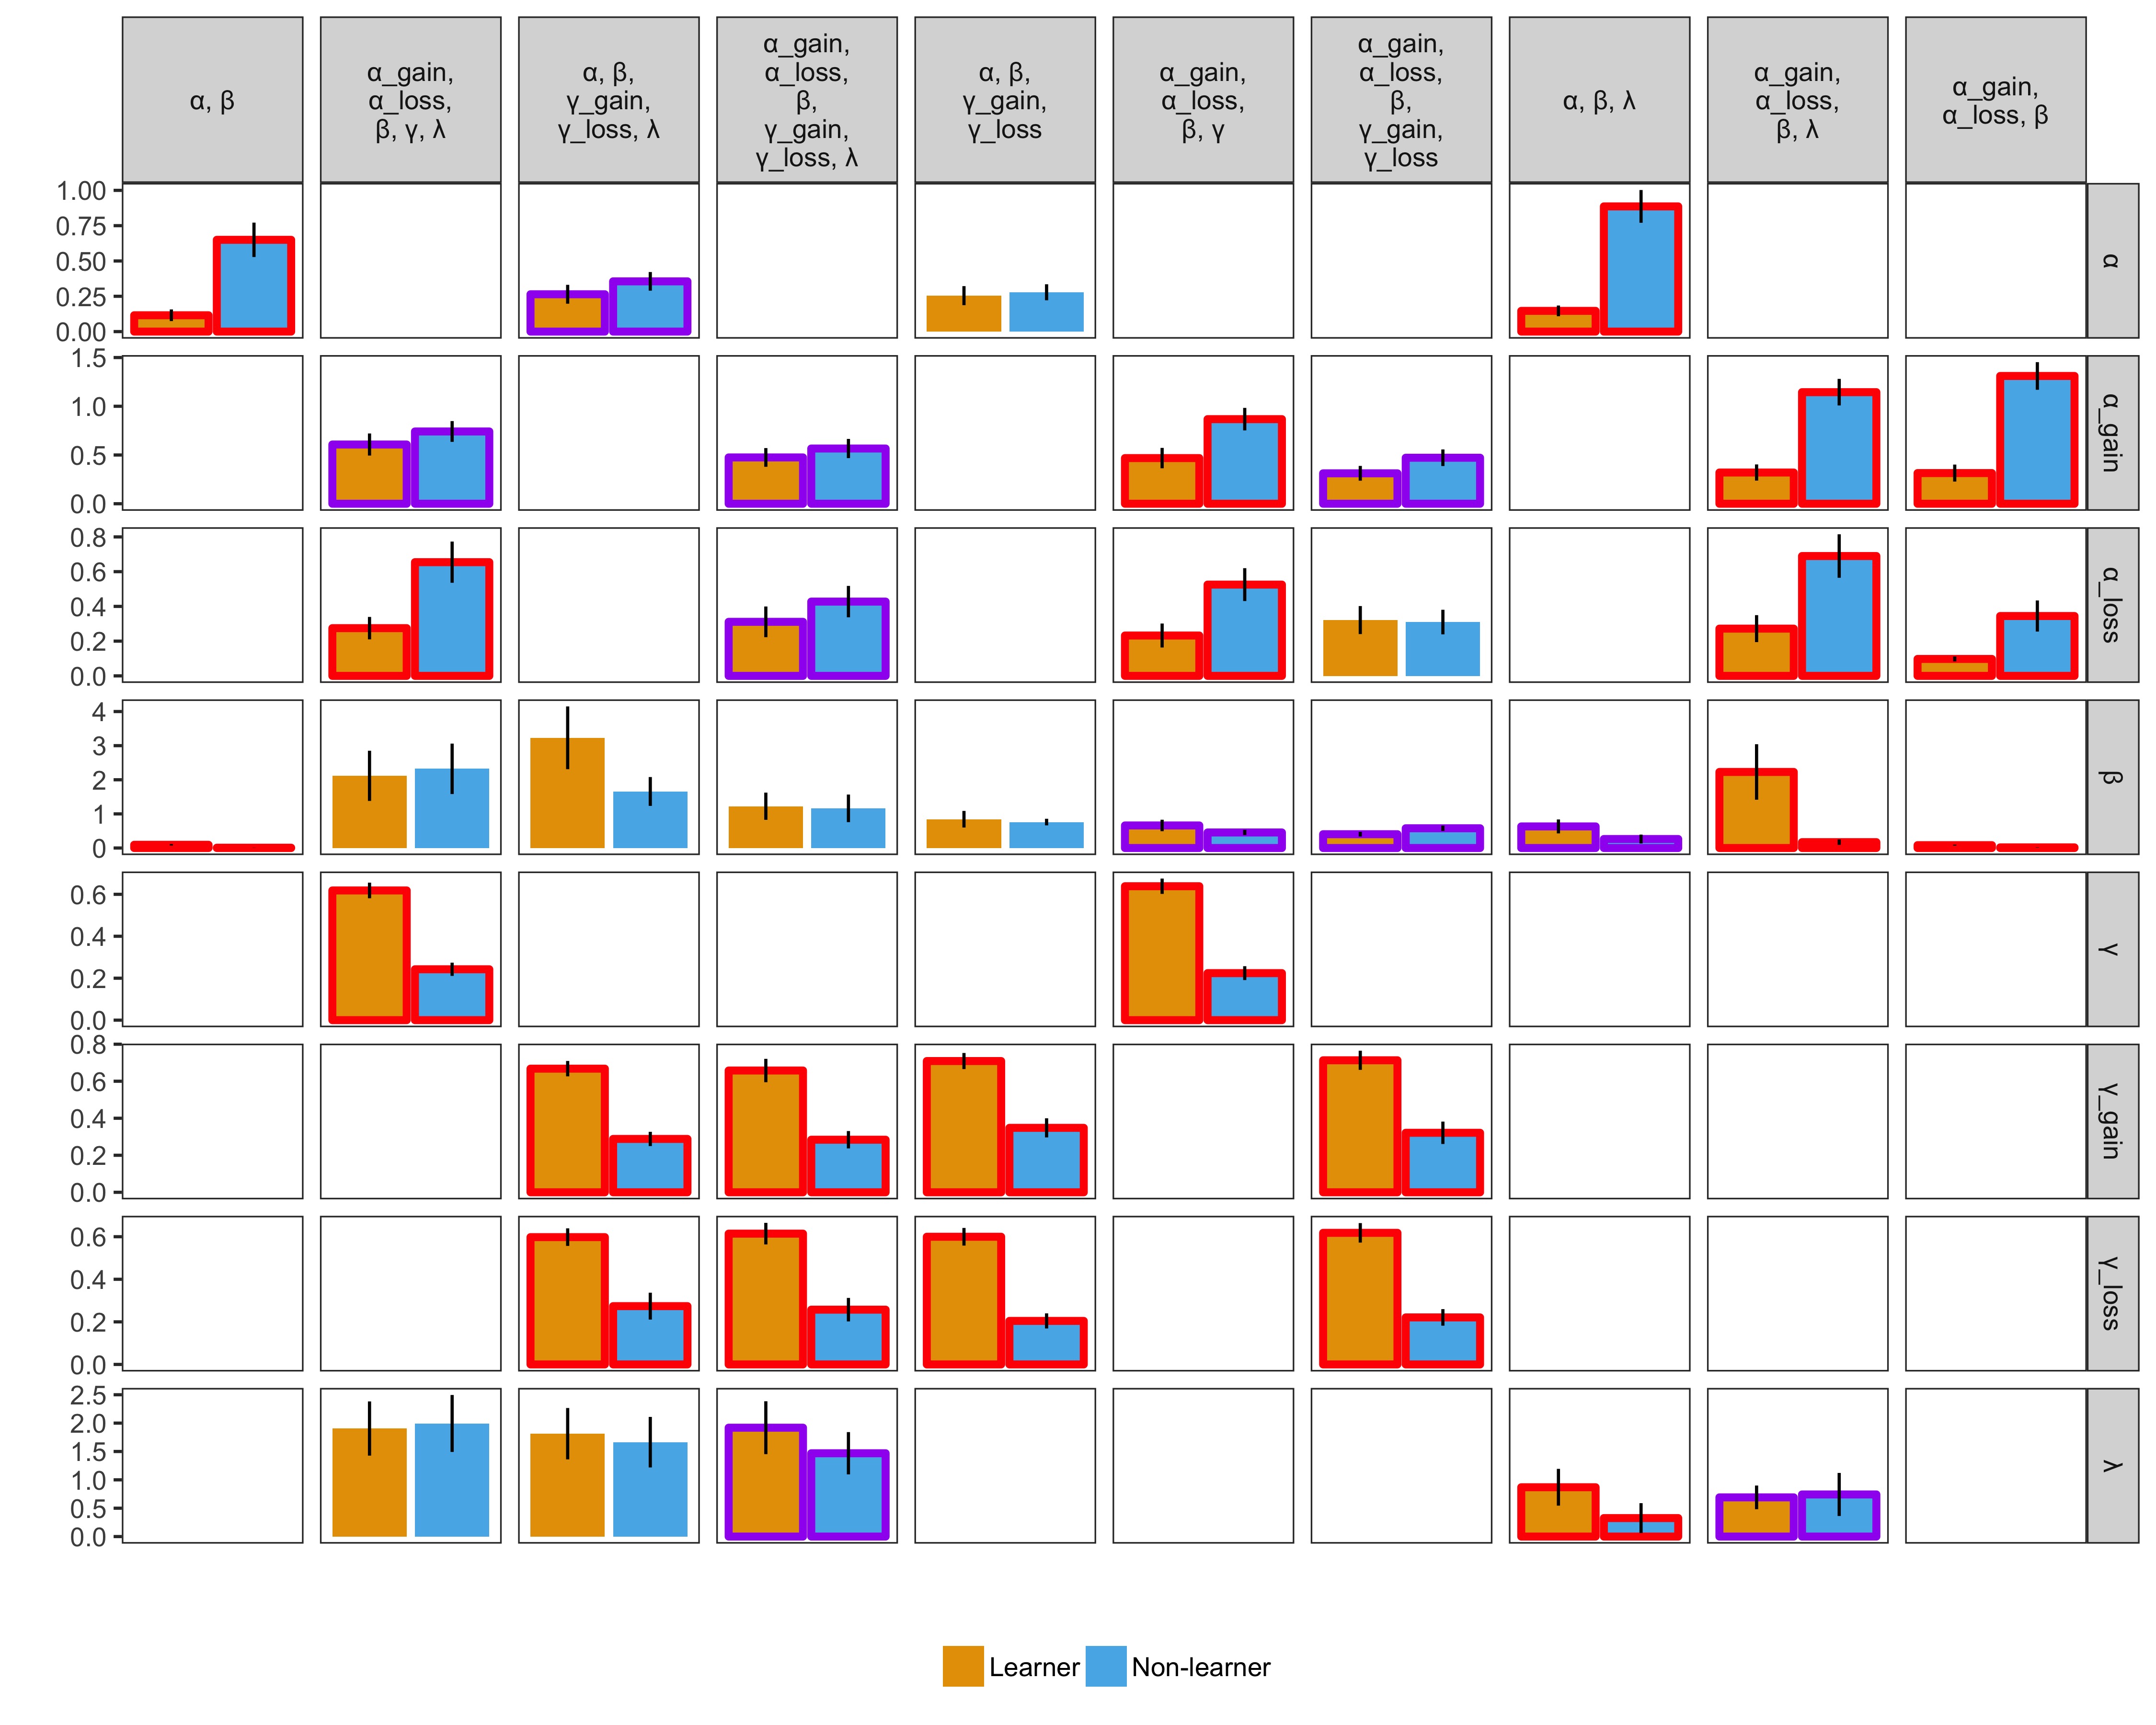 α, β
α_gain,
α_loss,
β, γ, λ
α, β,
γ_gain,
γ_loss, λ
α_gain,
α_loss,
β,
γ_gain,
γ_loss, λ
α, β,
γ_gain,
γ_loss
α_gain,
α_loss,
β, γ
α_gain,
α_loss,
β,
γ_gain,
γ_loss
α, β, λ
α_gain,
α_loss,
β, λ
α_gain,
α_loss, β
1.00
0.75
0.50
0.25
0.00
α
1.5
1.0
0.5
0.0
α_gain
0.8
0.6
0.4
0.2
0.0
α_loss
4
3
2
1
0
β
0.6
0.4
0.2
0.0
γ
0.8
0.6
0.4
0.2
0.0
γ_gain
0.6
0.4
0.2
0.0
γ_loss
2.5
2.0
1.5
1.0
0.5
0.0
λ
Learner
Non-learner